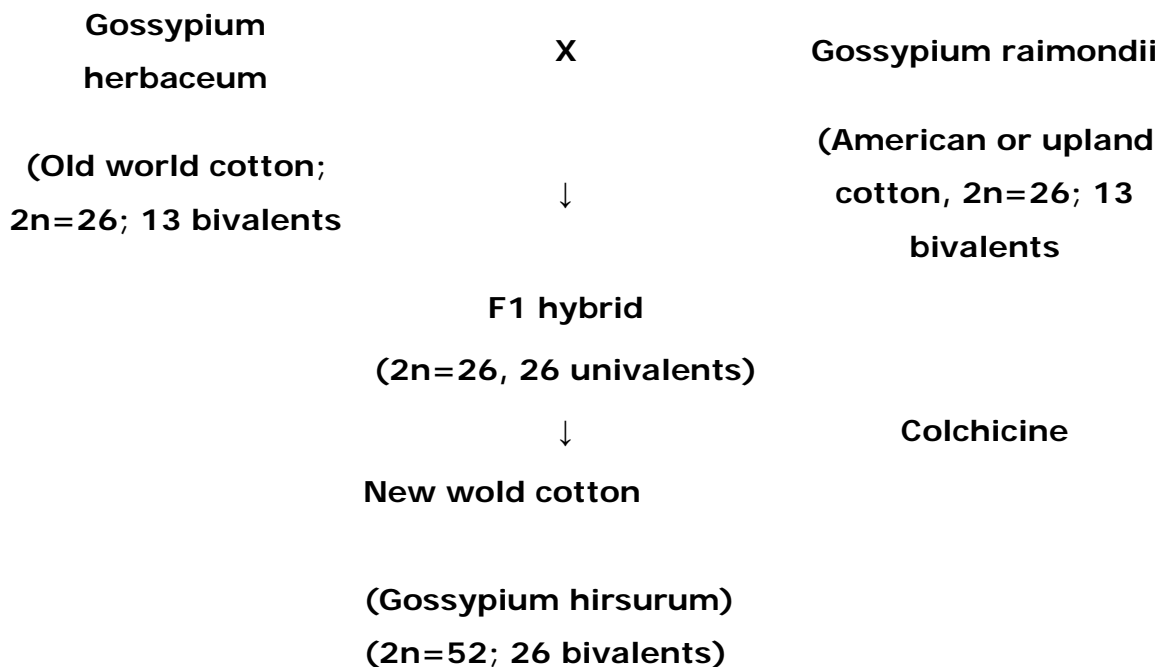 Gossypium
herbaceum
X
Gossypium raimondii
(Old world cotton;
2n=26; 13 bivalents
↓
(American or upland
cotton, 2n=26; 13
bivalents
F1 hybrid
(2n=26, 26 univalents)
↓
Colchicine
New wold cotton
(Gossypium hirsurum)
(2n=52; 26 bivalents)